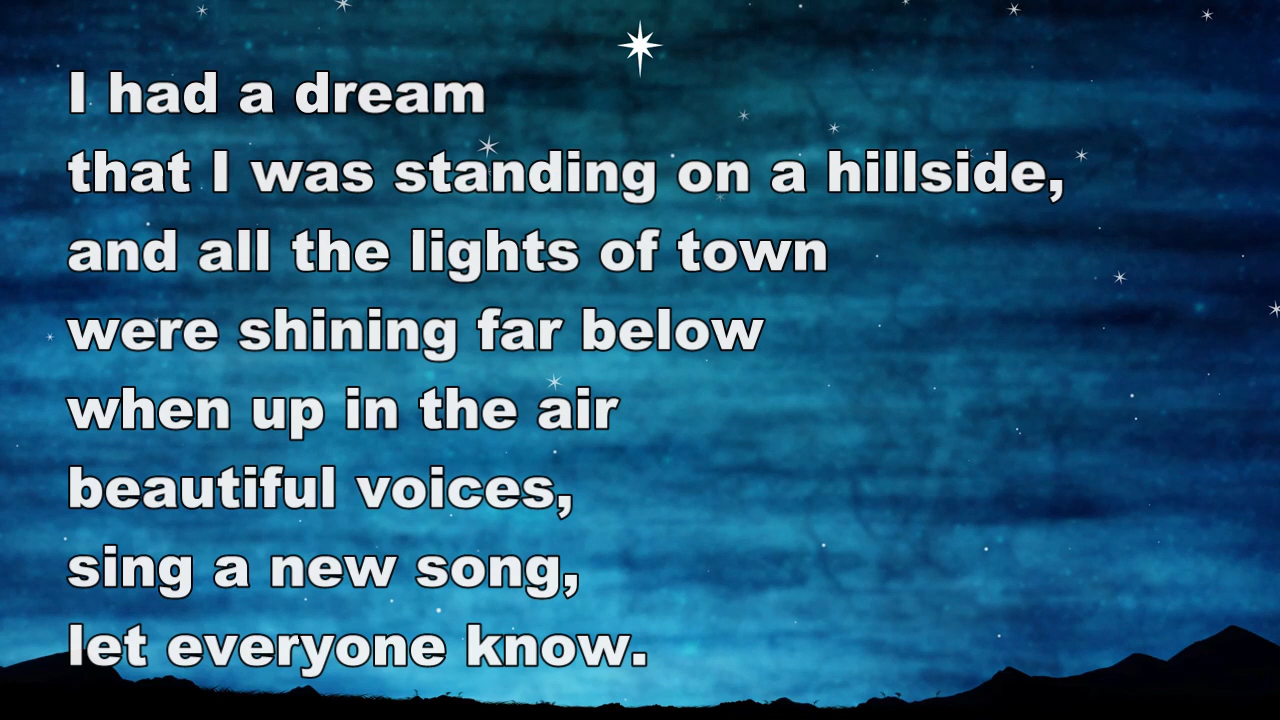 I had a dream
that I was standing on a hillside,
and all the lights of town
were shining far below
when up in the air
beautiful voices,
sing a new song,
let everyone know.